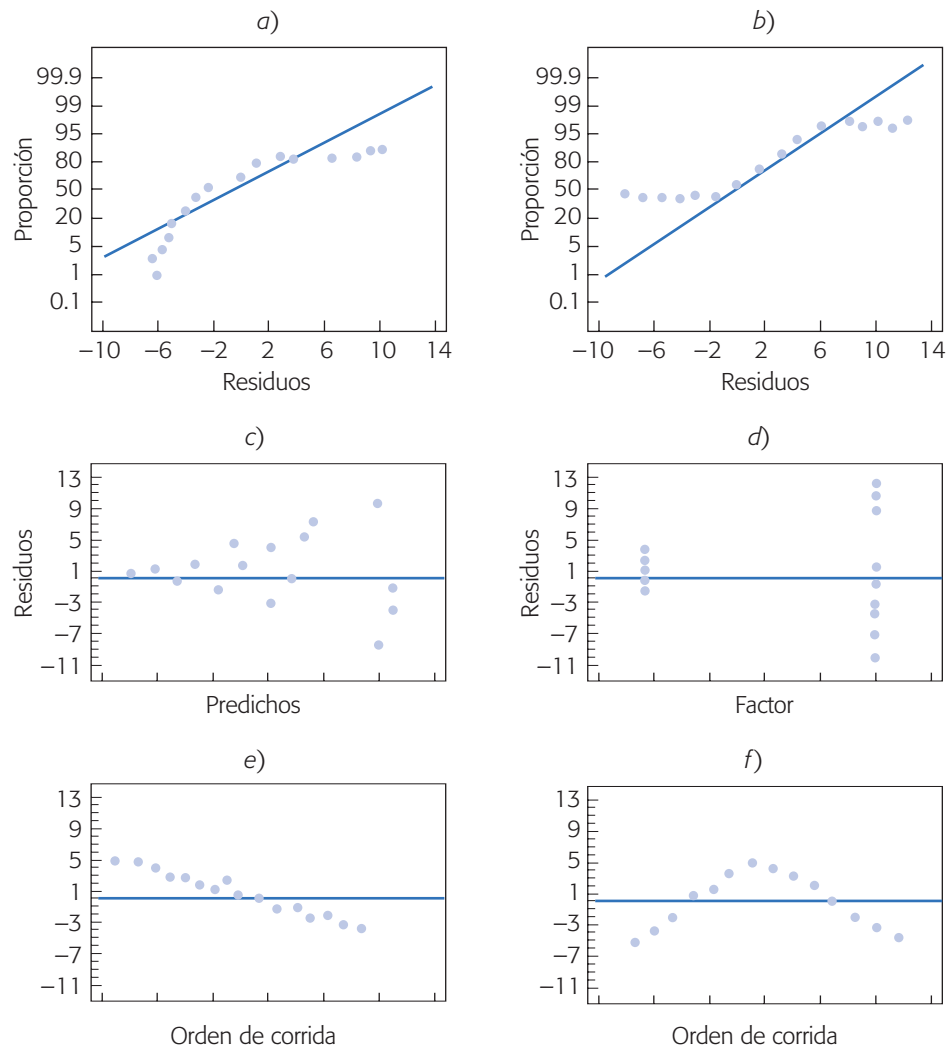 a)
b)
99.9
99
95
80
50
20
5
1
0.1
Proporción
−10 −6 −2 2 6 10 14
Residuos
99.9
99
95
80
50
20
5
1
0.1
Proporción
−10 −6 −2 2 6 10 14
Residuos
c)
d)
13
9
5
1
−3
−7
−11
Residuos
Predichos
13
9
5
1
−3
−7
−11
Residuos
Factor
e)
f)
13
9
5
1
−3
−7
−11
Residuos
Orden de corrida
13
9
5
1
−3
−7
−11
Orden de corrida